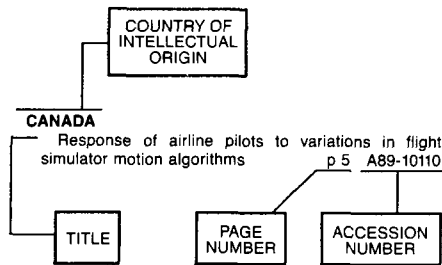 COUNTRY OF
INTELLECTUAL
ORIGIN
CANADA
Response of airline pilots to variations in flight
simulator motion algorithms p 5 A89-10110
TITLE
PAGE
NUMBER
ACCESSION
NUMBER